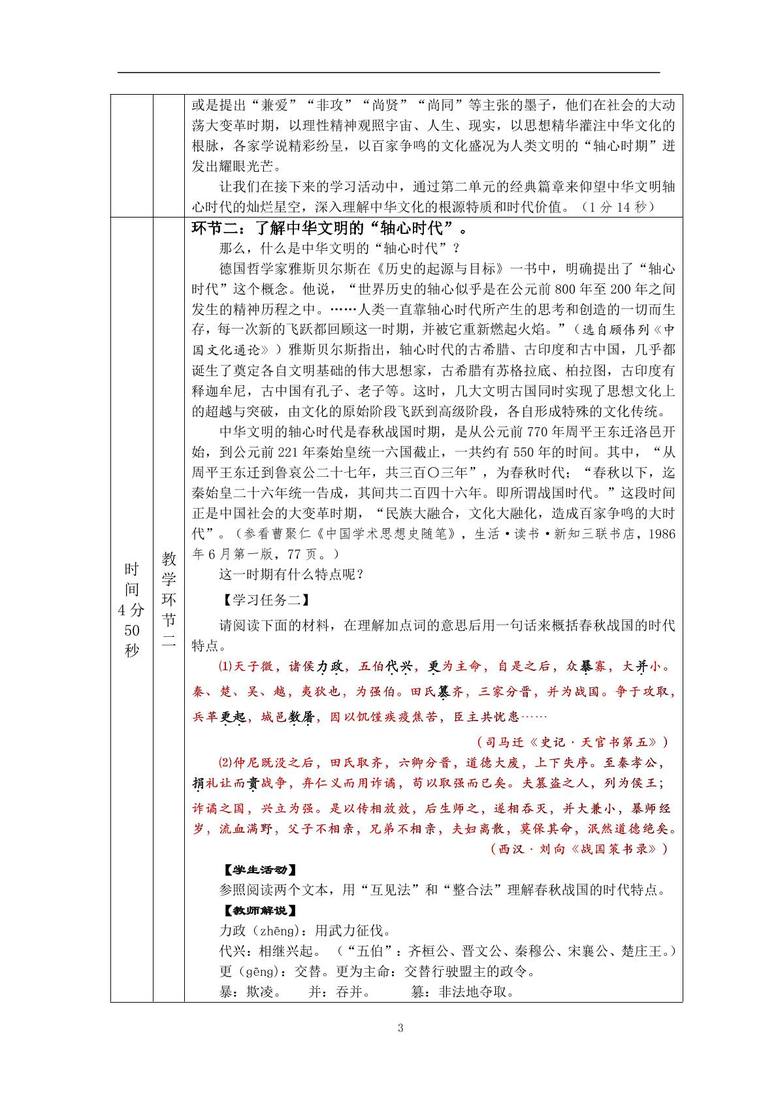 或是提出“兼爱”“非攻”“尚贤”“尚同”等主张的墨子，他们在社会的大动
荡大变革时期，以理性精神观照宇宙、人生、现实，以思想精华灌注中华文化的
根脉，各家学说精彩纷呈，以百家争鸣的文化盛况为人类文明的“轴心时期”迸
发出耀眼光芒。
让我们在接下来的学习活动中，通过第二单元的经典篇章来仰望中华文明轴
心时代的灿烂星空，深入理解中华文化的根源特质和时代价值。（1 分 14 秒）
时
间
4 分
50
秒
教
学
环
节
二
环节二：了解中华文明的“轴心时代”。
那么，什么是中华文明的“轴心时代”？
德国哲学家雅斯贝尔斯在《历史的起源与目标》一书中，明确提出了“轴心
时代”这个概念。他说，“世界历史的轴心似乎是在公元前 800 年至 200 年之间
发生的精神历程之中。……人类一直靠轴心时代所产生的思考和创造的一切而生
存，每一次新的飞跃都回顾这一时期，并被它重新燃起火焰。”（选自顾伟列《中
国文化通论》）雅斯贝尔斯指出，轴心时代的古希腊、古印度和古中国，几乎都
诞生了奠定各自文明基础的伟大思想家，古希腊有苏格拉底、柏拉图，古印度有
释迦牟尼，古中国有孔子、老子等。这时，几大文明古国同时实现了思想文化上
的超越与突破，由文化的原始阶段飞跃到高级阶段，各自形成特殊的文化传统。
中华文明的轴心时代是春秋战国时期，是从公元前 770 年周平王东迁洛邑开
始，到公元前 221 年秦始皇统一六国截止，一共约有 550 年的时间。其中，“从
周平王东迁到鲁哀公二十七年，共三百〇三年”，为春秋时代；“春秋以下，迄
秦始皇二十六年统一告成，其间共二百四十六年。即所谓战国时代。”这段时间
正是中国社会的大变革时期，“民族大融合，文化大融化，造成百家争鸣的大时
代”。（参看曹聚仁《中国学术思想史随笔》，生活·读书·新知三联书店，1986
年 6 月第一版，77 页。）
这一时期有什么特点呢？
【学习任务二】
请阅读下面的材料，在理解加点词的意思后用一句话来概括春秋战国的时代
特点。
⑴天子微，诸侯力政，五伯代兴，更为主命，自是之后，众暴寡，大并小。
秦、楚、吴、越，夷狄也，为强伯。田氏篡齐，三家分晋，并为战国。争于攻取，
兵革更起，城邑数屠，因以饥馑疾疫焦苦，臣主共忧患……
（司马迁《史记·天官书第五》）
⑵仲尼既没之后，田氏取齐，六卿分晋，道德大废，上下失序。至秦孝公，
捐礼让而贵战争，弃仁义而用诈谲，苟以取强而已矣。夫篡盗之人，列为侯王；
诈谲之国，兴立为强。是以传相放效，后生师之，遂相吞灭，并大兼小，暴师经
岁，流血满野，父子不相亲，兄弟不相亲，夫妇离散，莫保其命，泯然道德绝矣。
（西汉·刘向《战国策书录》）
【学生活动】
参照阅读两个文本，用“互见法”和“整合法”理解春秋战国的时代特点。
【教师解说】
力政（zhēng)：用武力征伐。
代兴：相继兴起。 （“五伯”：齐桓公、晋文公、秦穆公、宋襄公、楚庄王。）
更（gēng)：交替。更为主命：交替行驶盟主的政令。
暴：欺凌。 并：吞并。 篡：非法地夺取。
3